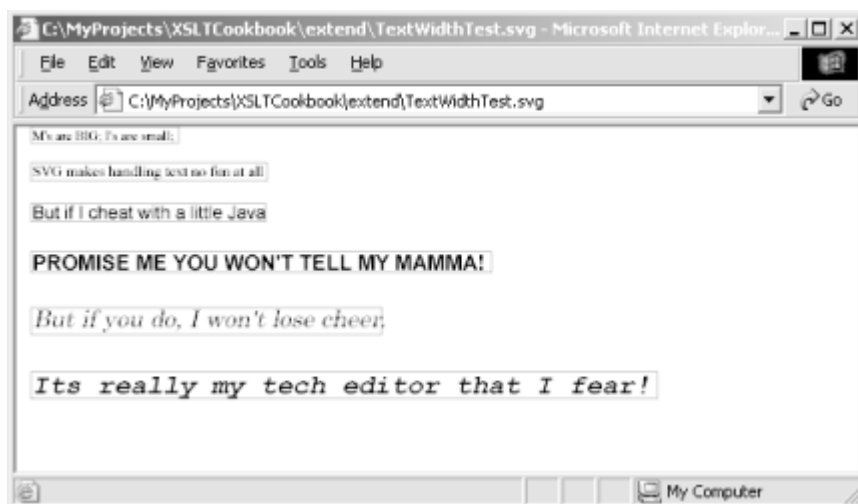 C:\MyProjects\XSLTCookbook\extend\TextWidthTest.svg - Microsoft Internet Explor...
File Edit View Favorites Tools Help
Address C:\MyProjects\XSLTCookbook\extend\TextWidthTest.svg Go
M's are BIG; I's are small;
SVG makes handling text no fun at all
But if I cheat with a little Java
PROMISE ME YOU WON'T TELL MY MAMMA!
But if you do, I won't lose cheer,
Its really my tech editor that I fear!
My Computer